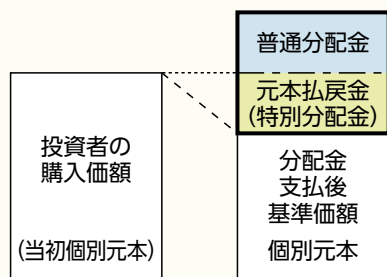 普通分配金
元本払戻金
(特別分配金)
投資者の
購入価額
(当初個別元本)
分配金
支払後
基準価額
個別元本